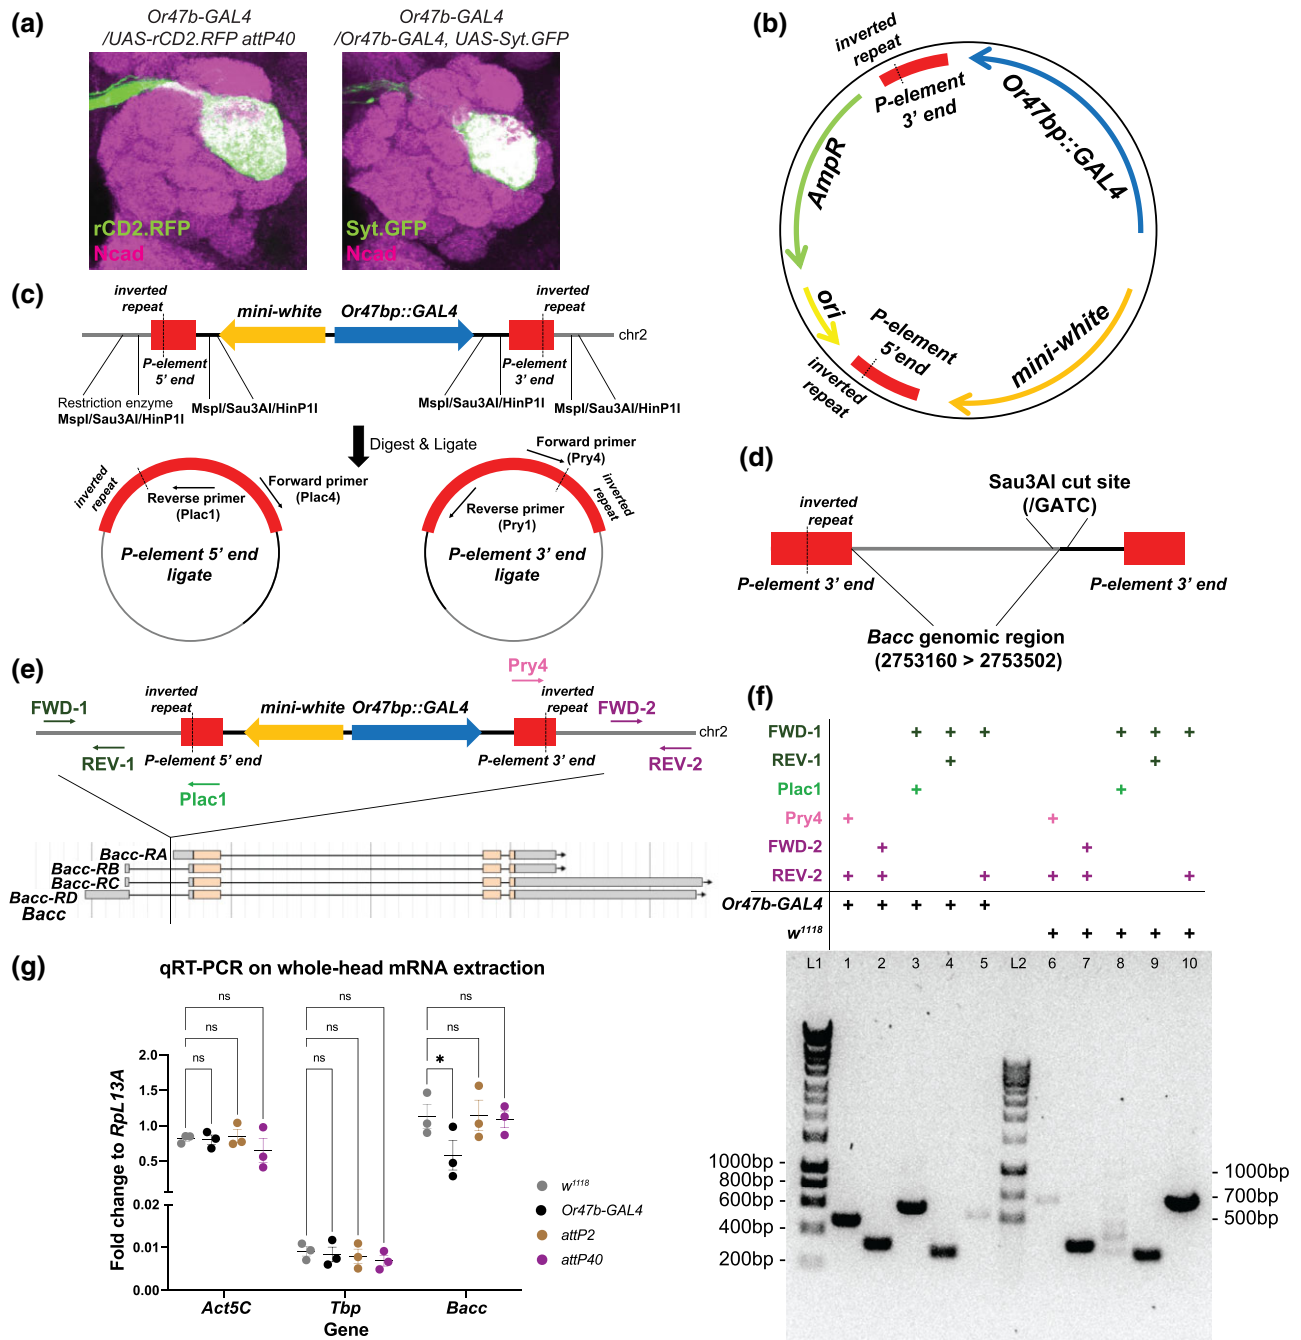 (a)
Or47b-GAL4
/UAS-rCD2.RFP attP40
Or47b-GAL4
/Or47b-GAL4, UAS-Syt.GFP
rCD2.RFP
Ncad
Syt.GFP
Ncad
(b)
inverted
repeat
P-element
3' end
Or47bp::GAL4
AmpR
ori
P-element
5'end
inverted
repeat
mini-white
(c)
inverted
repeat
mini-white
Or47bp::GAL4
inverted
repeat
chr2
P-element
5' end
P-element
3' end
Restriction enzyme
MspI/Sau3AI/HinP1I
MspI/Sau3AI/HinP1I
MspI/Sau3AI/HinP1I
MspI/Sau3AI/HinP1I
Digest & Ligate
inverted
repeat
Reverse primer
(Plac1)
Forward primer
(Plac4)
P-element 5' end
ligate
Forward primer
(Pry4)
inverted
repeat
Reverse primer
(Pry1)
P-element 3' end
ligate
(d)
Sau3AI cut site
(/GATC)
inverted
repeat
P-element 3' end
P-element 3' end
Bacc genomic region
(2753160 > 2753502)
(e)
Pry4
FWD-1
inverted
repeat
mini-white
Or47bp::GAL4
inverted
repeat
FWD-2
chr2
REV-1
P-element 5' end
P-element 3' end
REV-2
Plac1
Bacc-RA
Bacc-RB
Bacc-RC
Bacc-RD
Bacc
(f)
FWD-1 + + + + + +
REV-1 + +
Plac1 + +
Pry4 + +
FWD-2 + +
REV-2 + + + + + +
Or47b-GAL4 + + + + +
w1118 + + + + +
L1 1 2 3 4 5 L2 6 7 8 9 10
1000bp -
800bp -
600bp -
400bp -
200bp -
- 1000bp
- 700bp
- 500bp
(g)
qRT-PCR on whole-head mRNA extraction
ns
ns
ns
ns
ns
ns
ns
ns
*
Fold change to RpL13A
2.0
1.5
1.0
0.5
0.02
0.01
0.00
Act5C
Tbp
Bacc
Gene
w1118
Or47b-GAL4
attP2
attP40